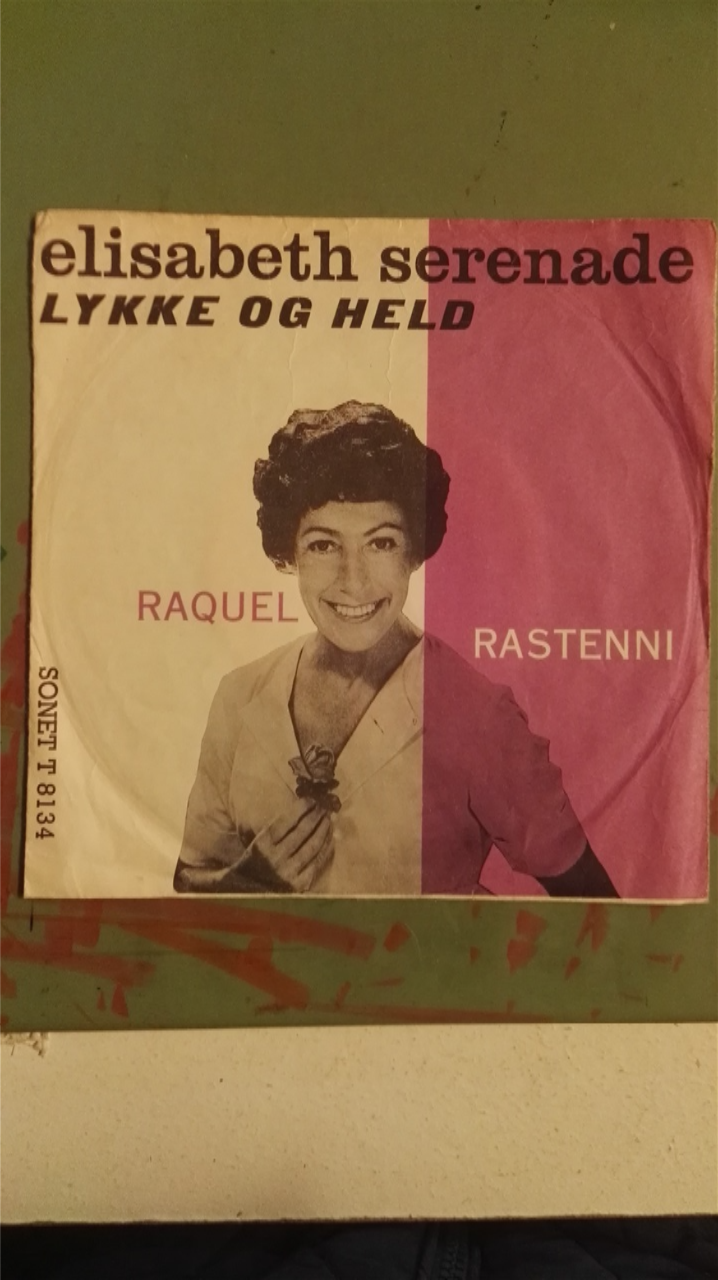 elisabeth serenade
LYKKE OG HELD
RAQUEL
RASTENNI
SONET T 8134